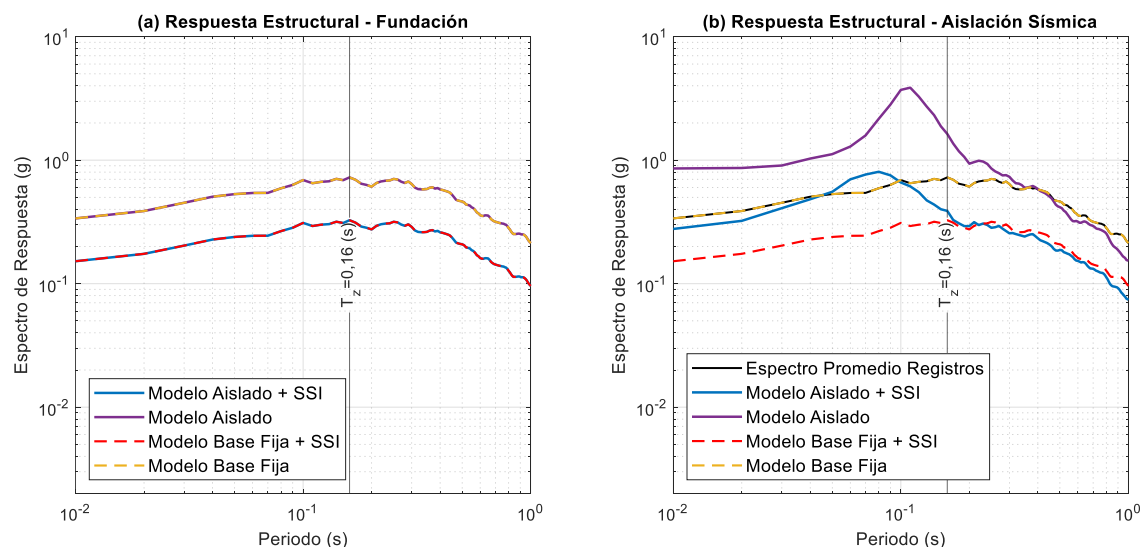 (a) Respuesta Estructural - Fundación
Espectro de Respuesta (g)
10^1
10^0
10^-1
10^-2
T_z=0,16 (s)
Modelo Aislado + SSI
Modelo Aislado
Modelo Base Fija + SSI
Modelo Base Fija
10^-2
10^-1
10^0
Periodo (s)
(b) Respuesta Estructural - Aislación Sísmica
Espectro de Respuesta (g)
10^1
10^0
10^-1
10^-2
T_z=0,16 (s)
Espectro Promedio Registros
Modelo Aislado + SSI
Modelo Aislado
Modelo Base Fija + SSI
Modelo Base Fija
10^-2
10^-1
10^0
Periodo (s)